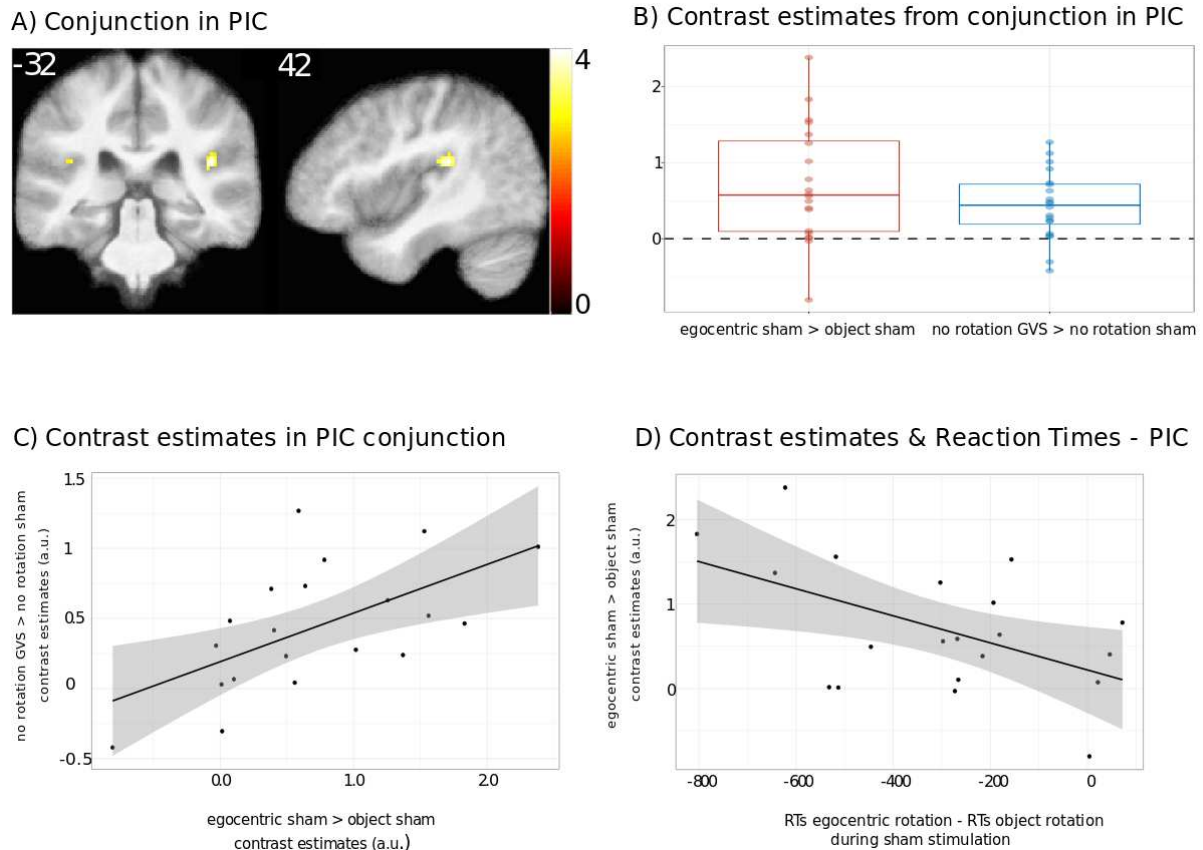 A) Conjunction in PIC
-32
42
4
0
B) Contrast estimates from conjunction in PIC
2
1
0
egocentric sham > object sham
no rotation GVS > no rotation sham
C) Contrast estimates in PIC conjunction
no rotation GVS > no rotation sham
contrast estimates (a.u.)
1.5
1
0.5
0
-0.5
0.0
1.0
2.0
egocentric sham > object sham
contrast estimates (a.u.)
D) Contrast estimates & Reaction Times - PIC
egocentric sham > object sham
contrast estimates (a.u.)
2
1
0
-800
-600
-400
-200
0
RTs egocentric rotation - RTs object rotation
during sham stimulation